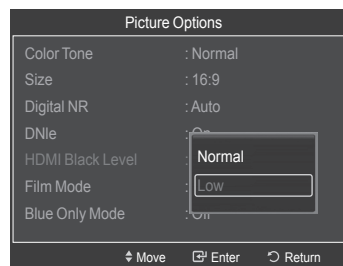 Picture Options
Color Tone : Normal
Size : 16:9
Digital NR : Auto
DNIe :
HDMI Black Level : Normal
Film Mode : Low
Blue Only Mode : Off
Move Enter Return